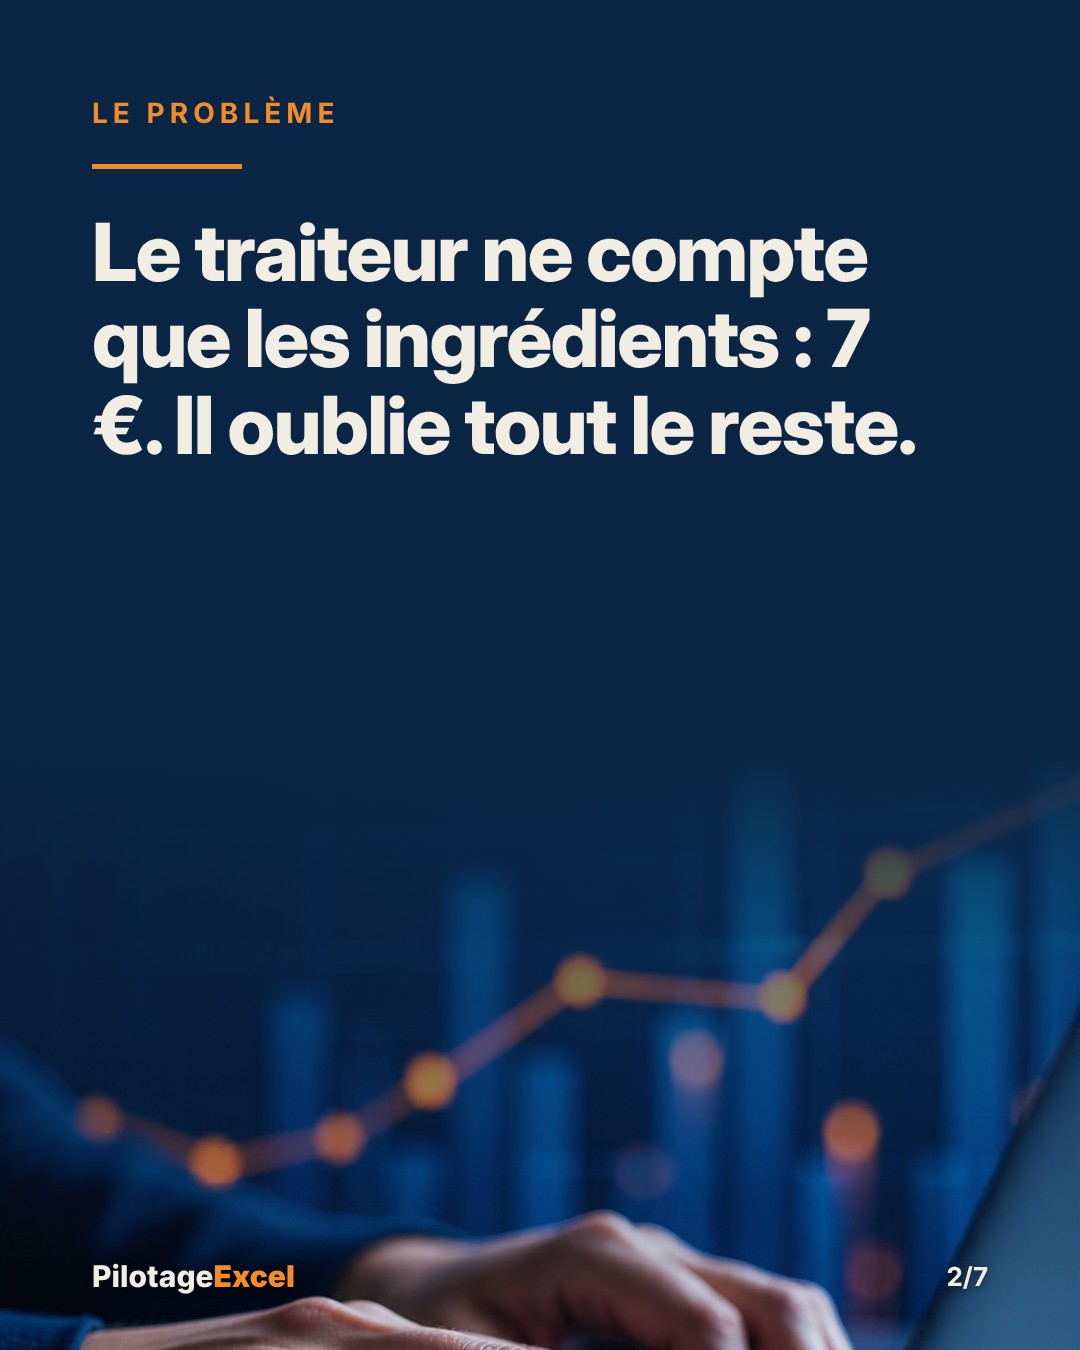 LE PROBLÈME
Le traiteur ne compte
que les ingrédients : 7
€. Il oublie tout le reste.
PilotageExcel
2/7